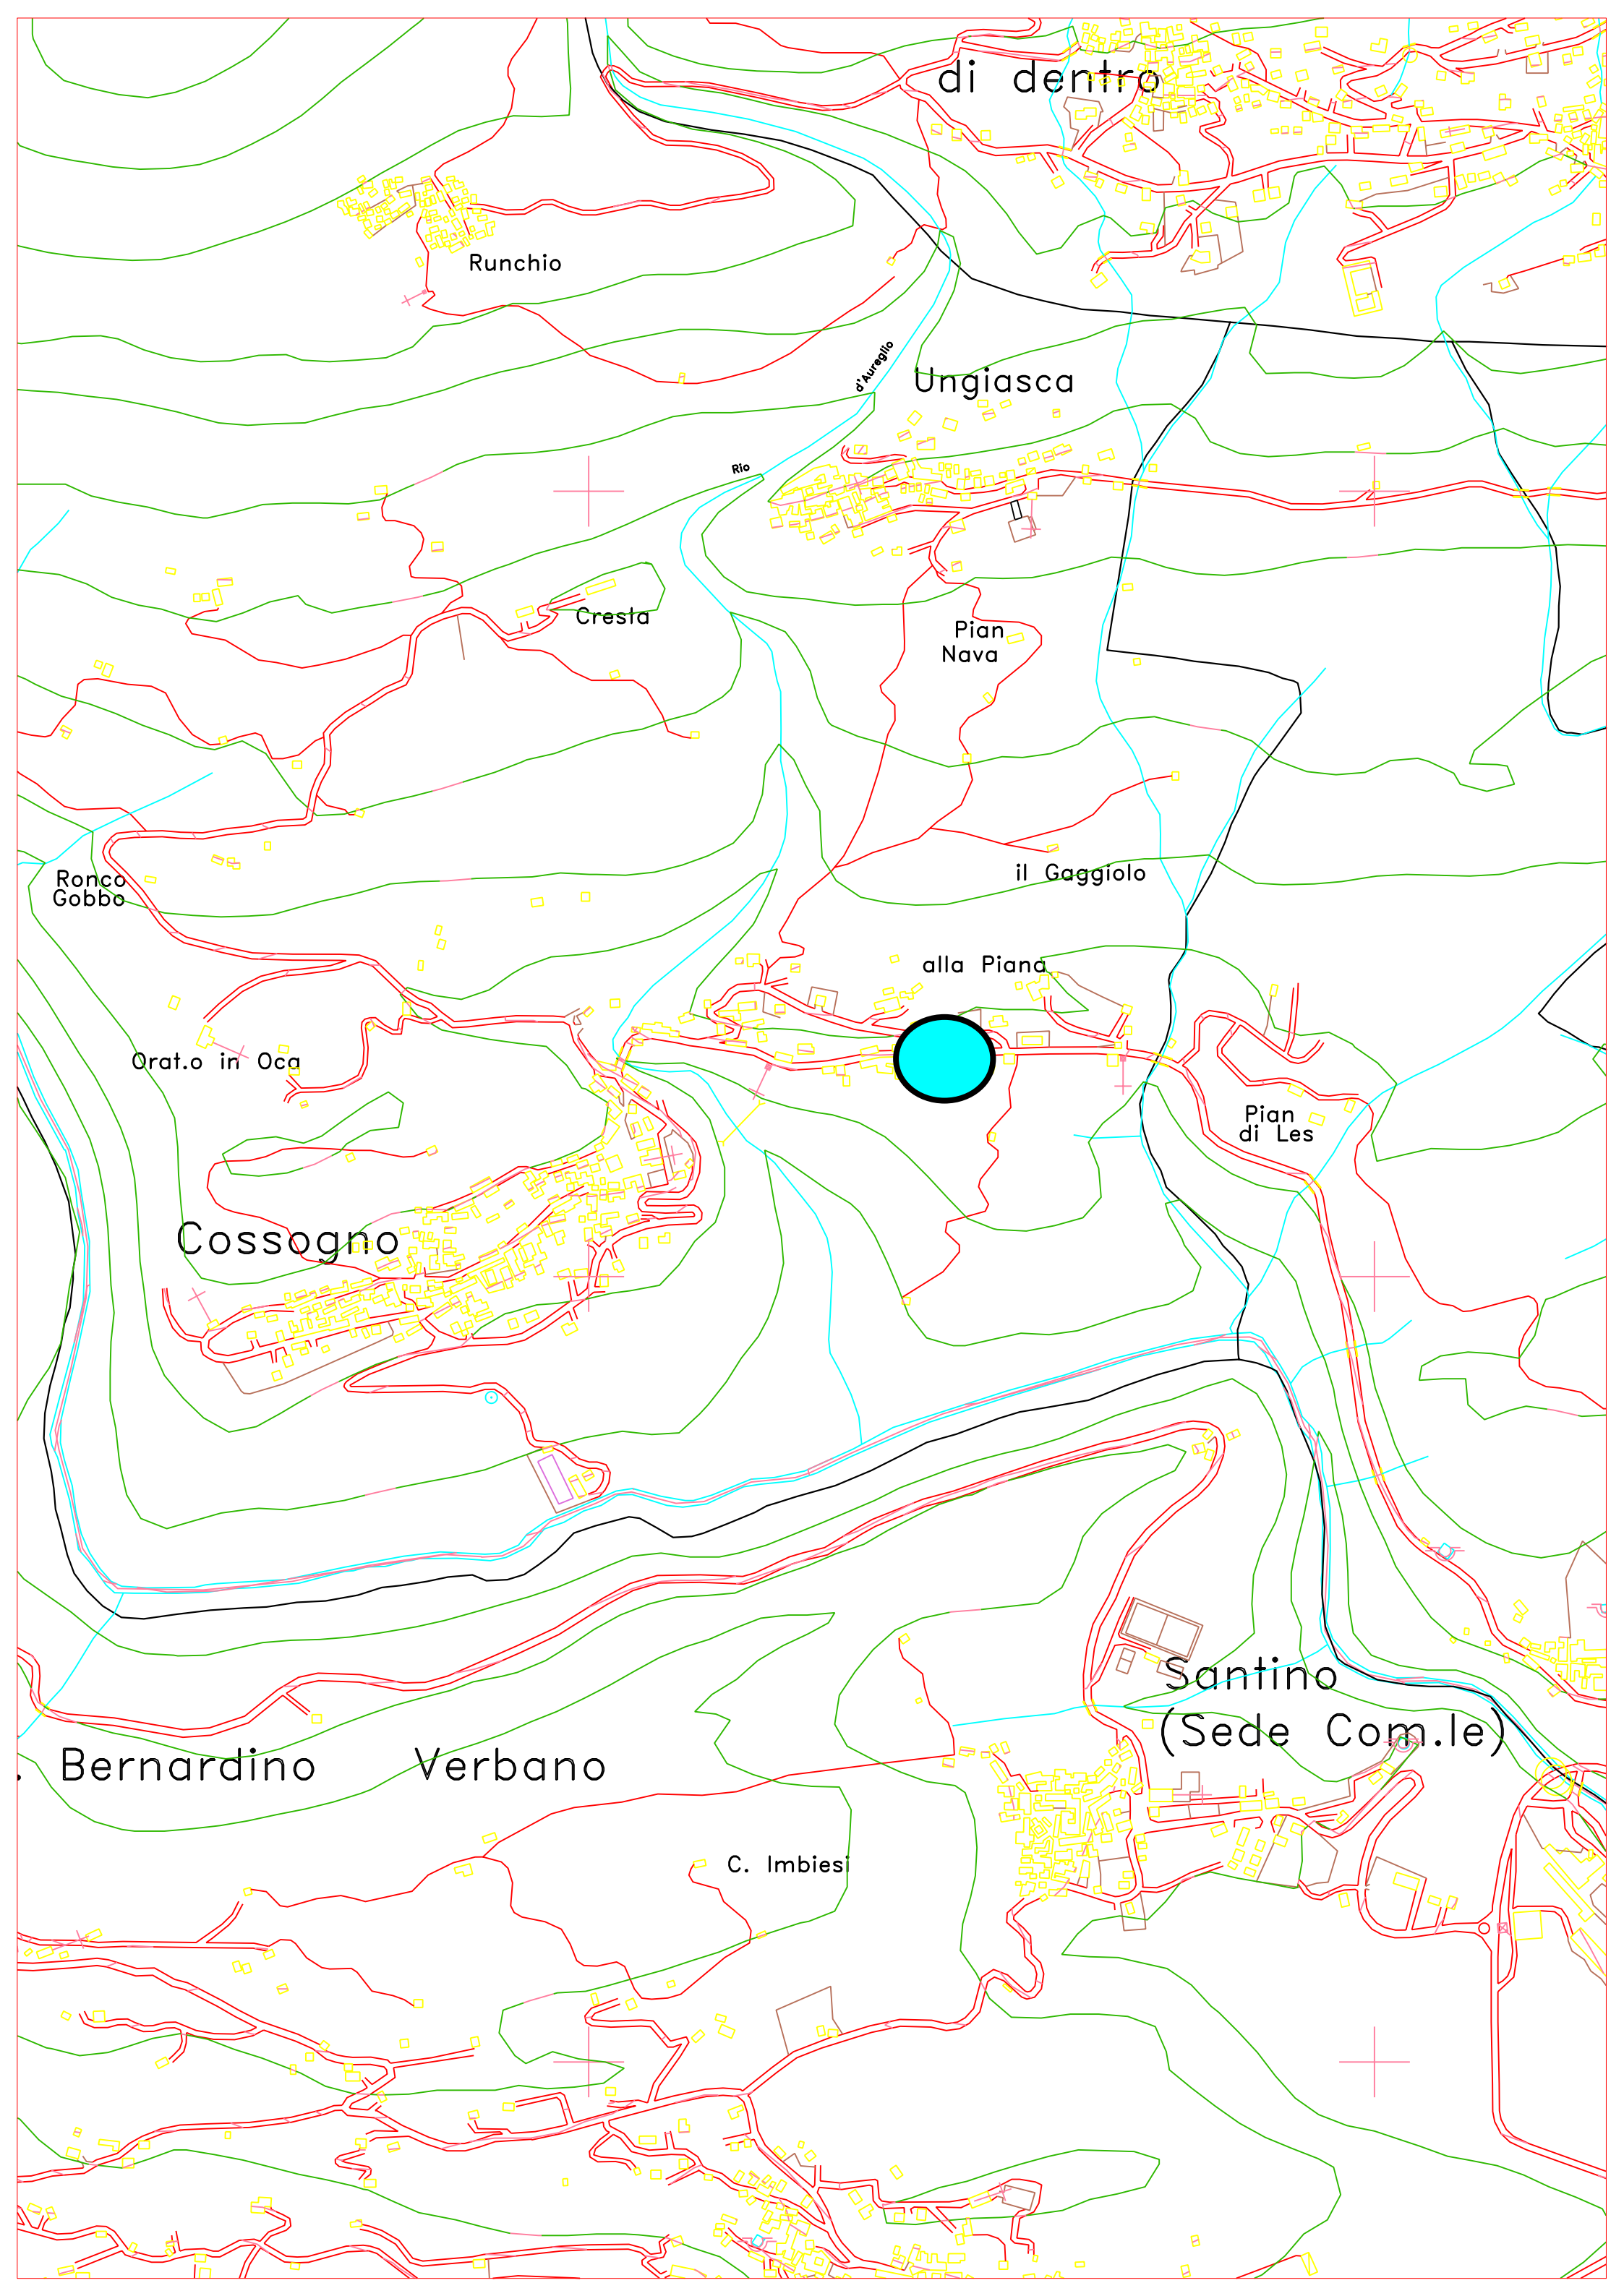 di dentro
Runchio
d'Aureglio
Ungiasca
Rio
Cresta
Pian
Nava
il Gaggiolo
Ronco
Gobbo
alla Piana
Orat.o in Oca
Pian
di Les
Cossogno
Santino
(Sede Com.le)
. Bernardino Verbano
C. Imbiesi